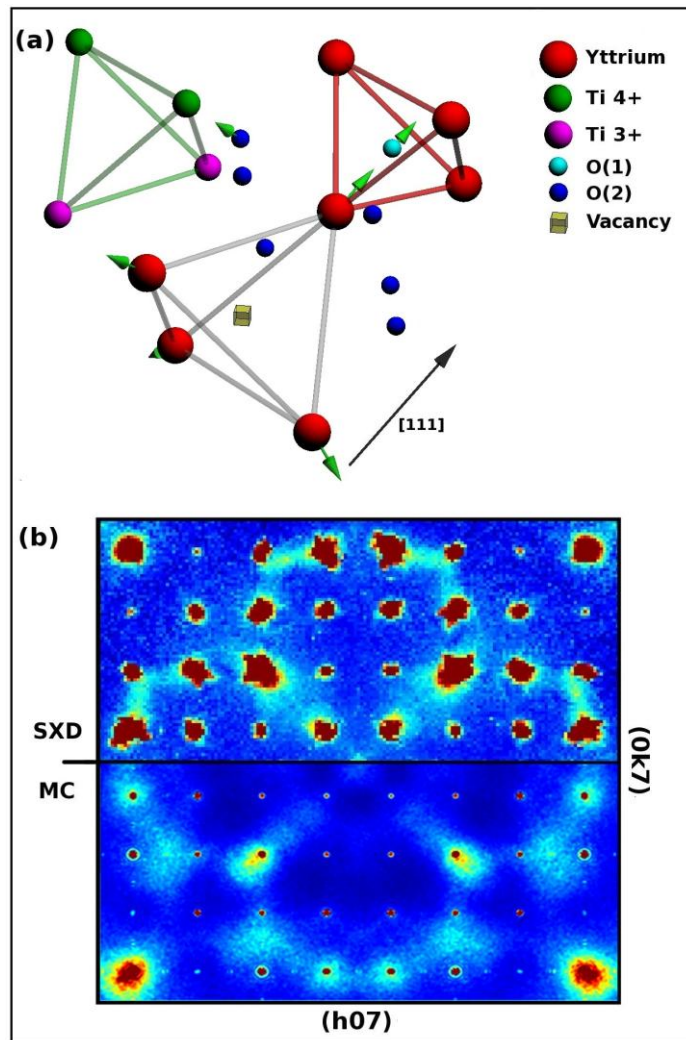 (a)
Yttrium
Ti 4+
Ti 3+
O(1)
O(2)
Vacancy
[111]
(b)
SXD
MC
(0k7)
(h07)